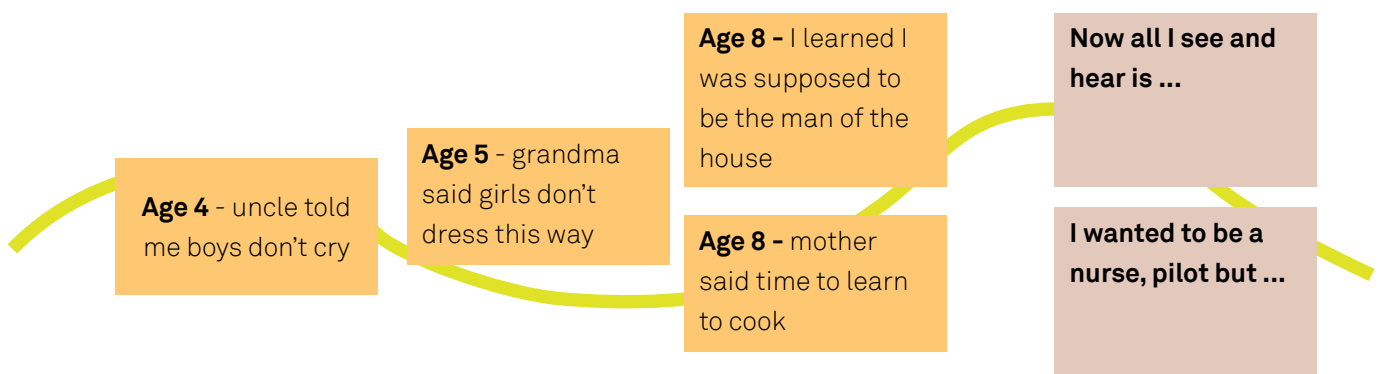 Age 4 - uncle told
me boys don't cry
Age 5 - grandma
said girls don't
dress this way
Age 8 - I learned I
was supposed to
be the man of the
house
Age 8 - mother
said time to learn
to cook
Now all I see and
hear is ...
I wanted to be a
nurse, pilot but ...